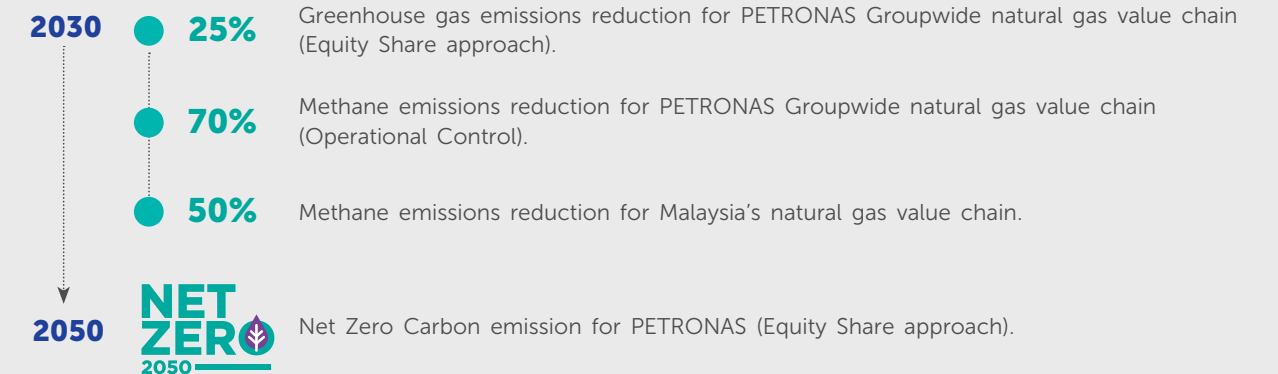 2030
25%
Greenhouse gas emissions reduction for PETRONAS Groupwide natural gas value chain
(Equity Share approach).
70%
Methane emissions reduction for PETRONAS Groupwide natural gas value chain
(Operational Control).
50%
Methane emissions reduction for Malaysia’s natural gas value chain.
2050
NET
ZERO
2050
Net Zero Carbon emission for PETRONAS (Equity Share approach).